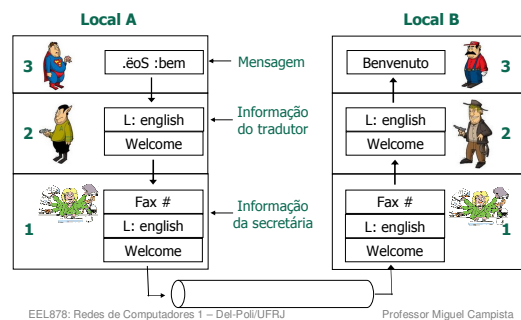 Local A
Local B
3
.ëoS :bem
Mensagem
Benvenuto
3
2
L: english
Welcome
Informação
do tradutor
L: english
Welcome
2
1
Fax #
L: english
Welcome
Informação
da secretária
Fax #
L: english
Welcome
1
EEL878: Redes de Computadores 1 – Del-Poli/UFRJ
Professor Miguel Campista